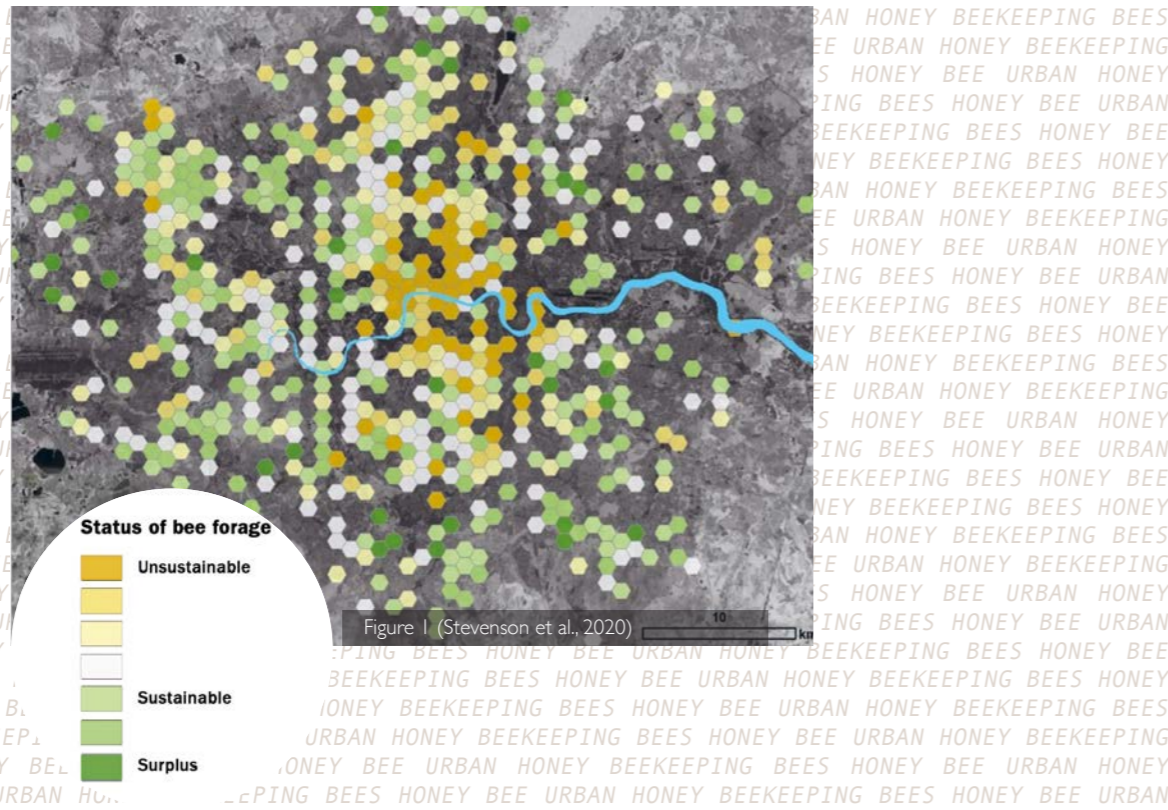 BAN HONEY BEEKEEPING BEES
EE URBAN HONEY BEEKEEPING
S HONEY BEE URBAN HONEY
PING BEES HONEY BEE URBAN
BEEKEEPING BEES HONEY BEE
NEY BEEKEEPING BEES HONEY
BAN HONEY BEEKEEPING BEES
EE URBAN HONEY BEEKEEPING
S HONEY BEE URBAN HONEY
PING BEES HONEY BEE URBAN
BEEKEEPING BEES HONEY BEE
NEY BEEKEEPING BEES HONEY
AN HONEY BEEKEEPING BEES
EE URBAN HONEY BEEKEEPING
S HONEY BEE URBAN HONEY
PING BEES HONEY BEE URBAN
BEEKEEPING BEES HONEY BEE
NEY BEEKEEPING BEES HONEY
BAN HONEY BEEKEEPING BEES
Status of bee forage
EE URBAN HONEY BEEKEEPING
Unsustainable
S HONEY BEE URBAN HONEY
10
Figure 1 (Stevenson et al., 2020)
km
PING BEES HONEY BEE URBAN
EPING BEES HONEY BEE URBAN HONEY BEEKEEPING BEES HONEY BEE
BEEKEEPING BEES HONEY BEE URBAN HONEY BEEKEEPING BEES HONEY
Sustainable
HONEY BEEKEEPING BEES HONEY BEE URBAN HONEY BEEKEEPING BEES
URBAN HONEY BEEKEEPING BEES HONEY BEE URBAN HONEY BEEKEEPING
Surplus
HONEY BEE URBAN HONEY BEEKEEPING BEES HONEY BEE URBAN HONEY
EEPING BEES HONEY BEE URBAN HONEY BEEKEEPING BEES HONEY BEE URBAN